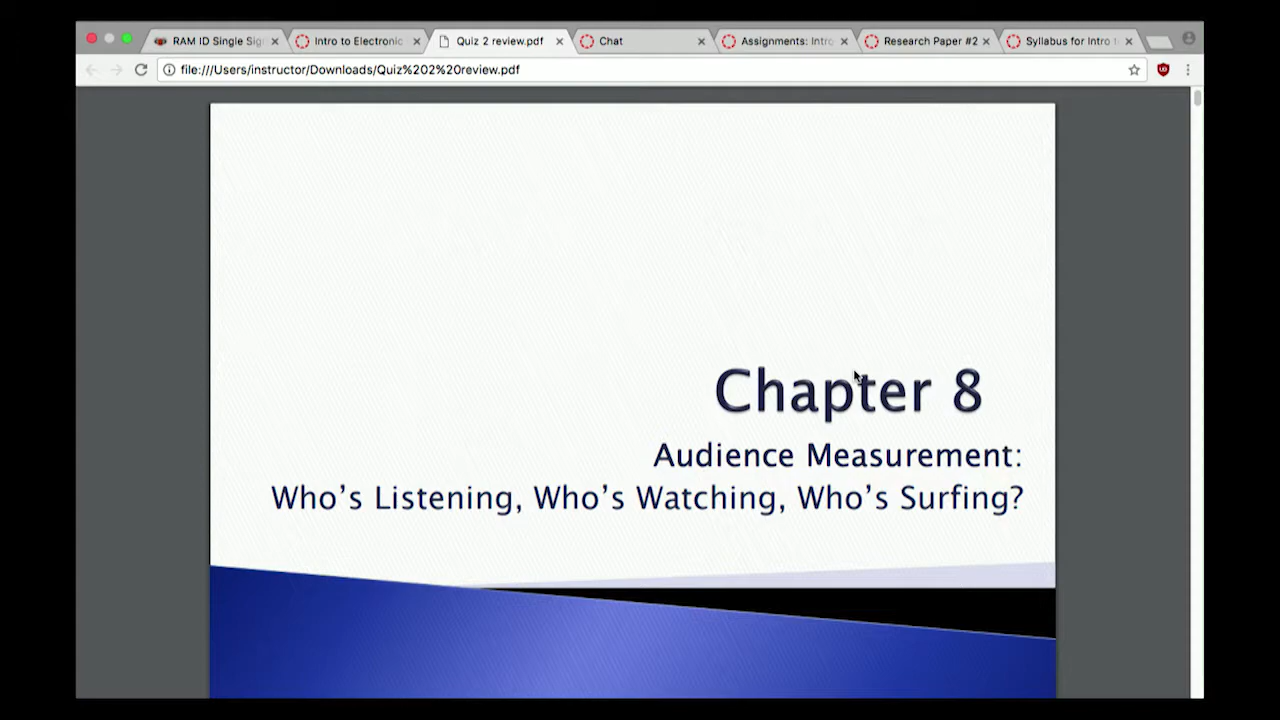 RAM ID Single Sig
Intro to Electronic
Quiz 2 review.pdf
Chat
Assignments: Intro
Research Paper #2
Syllabus for Intro t
file:///Users/instructor/Downloads/Quiz%202%20review.pdf
Chapter 8
Audience Measurement:
Who's Listening, Who's Watching, Who's Surfing?